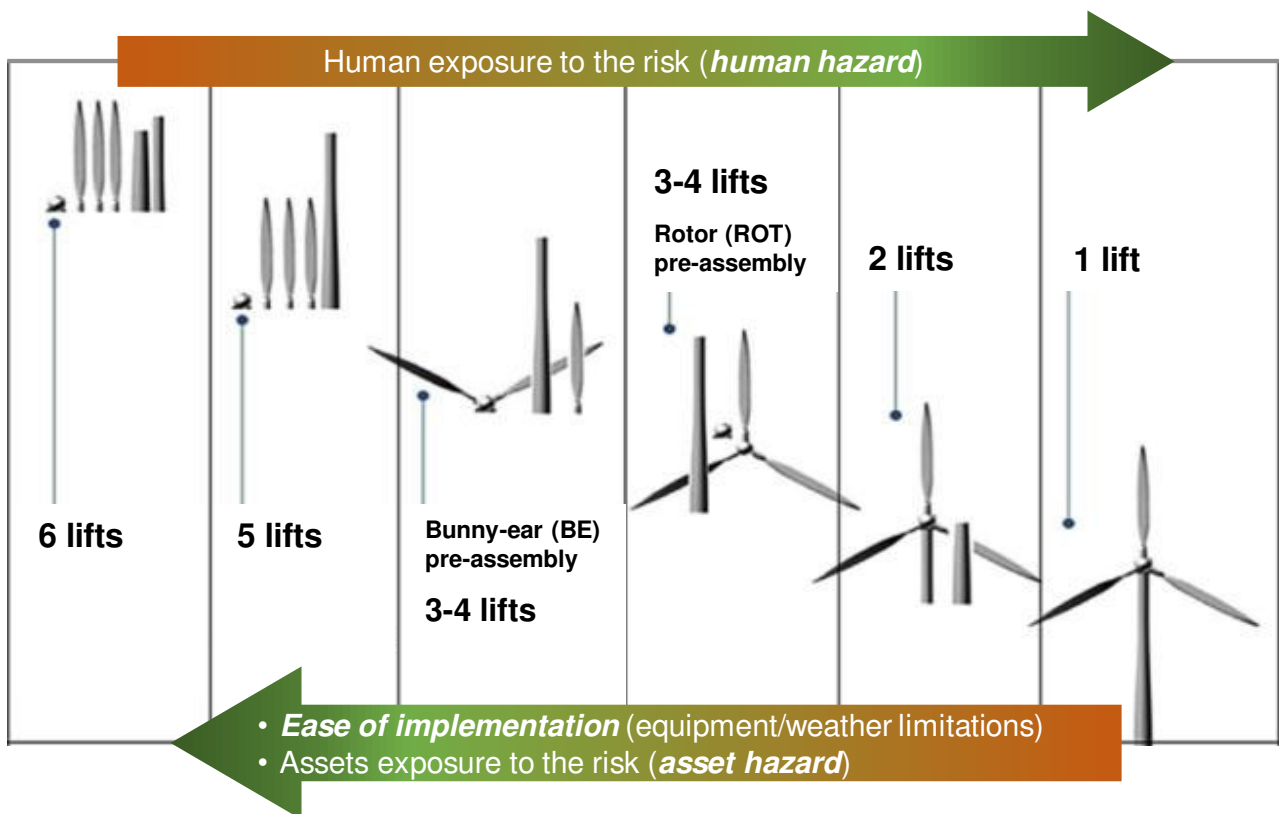 Human exposure to the risk (human hazard)
6 lifts
5 lifts
Bunny-ear (BE)
pre-assembly
3-4 lifts
3-4 lifts
Rotor (ROT)
pre-assembly
2 lifts
1 lift
• Ease of implementation (equipment/weather limitations)
• Assets exposure to the risk (asset hazard)